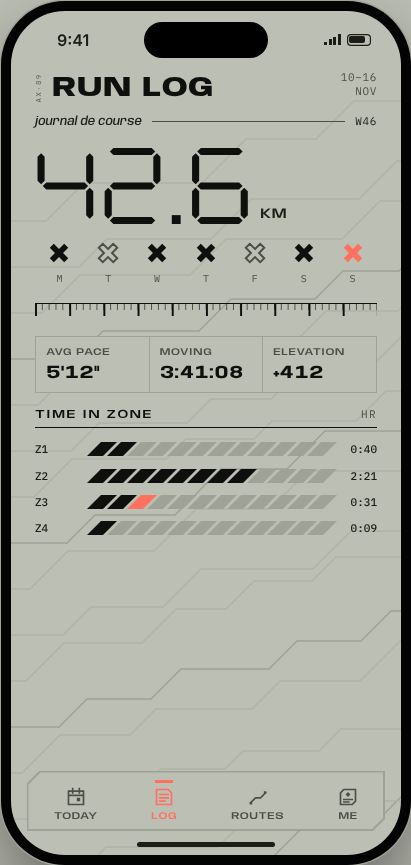 9:41
AX-09
RUN LOG
10–16
NOV
journal de course
W46
42.6 KM
M T W T F S S
AVG PACE MOVING ELEVATION
5'12" 3:41:08 +412
TIME IN ZONE HR
Z1 0:40
Z2 2:21
Z3 0:31
Z4 0:09
TODAY LOG ROUTES ME